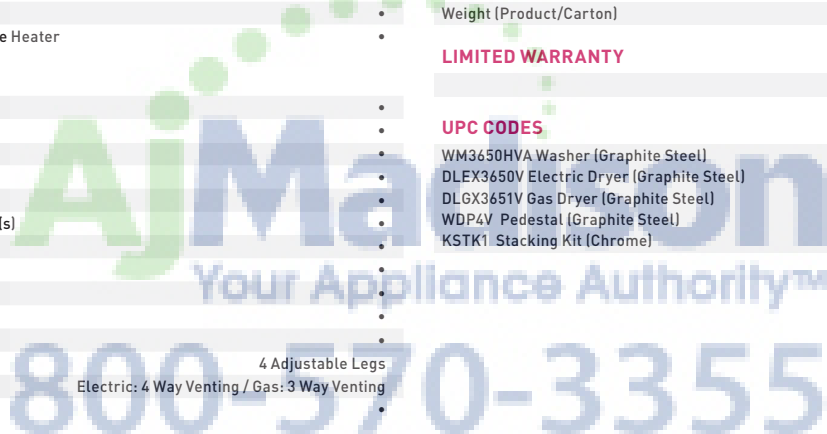 •
e Heater •
•
•
•
•
•
(s) •
•
•
•
•
•
4 Adjustable Legs
Electric: 4 Way Venting / Gas: 3 Way Venting
•
Weight (Product/Carton)
LIMITED WARRANTY
UPC CODES
WM3650HVA Washer (Graphite Steel)
DLEX3650V Electric Dryer (Graphite Steel)
DLGX3651V Gas Dryer (Graphite Steel)
WDP4V Pedestal (Graphite Steel)
KSTK1 Stacking Kit (Chrome)
AjMadison
Your Appliance Authority™
800-570-3355